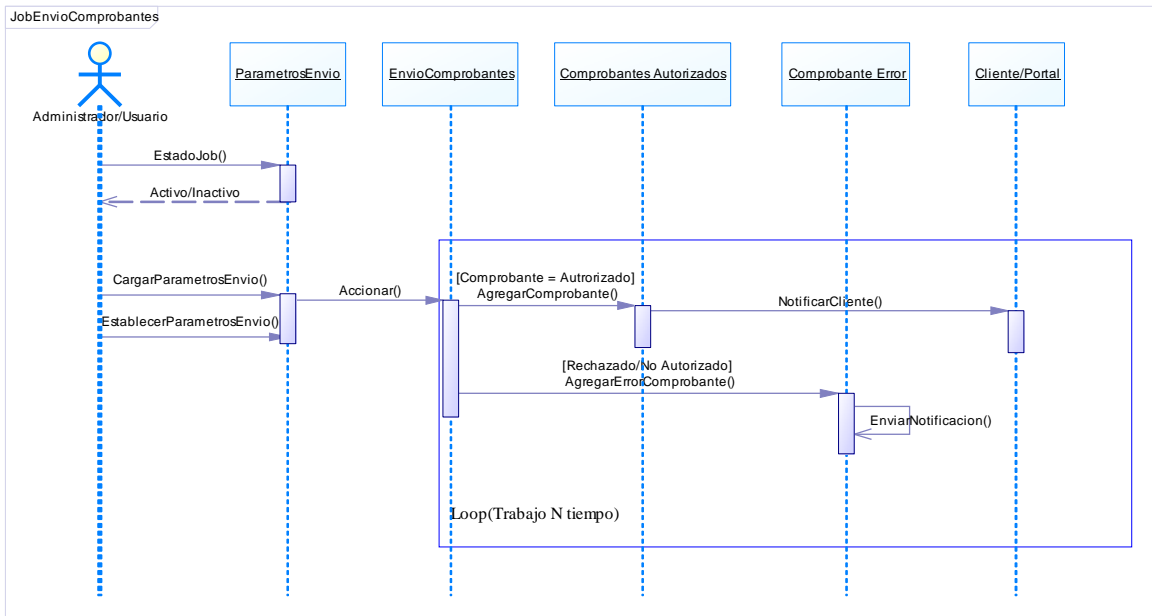 JobEnvioComprobantes
ParametrosEnvio
EnvioComprobantes
Comprobantes Autorizados
Comprobante Error
Cliente/Portal
Administrador/Usuario
EstadoJob()
Activo/Inactivo
CargarParametrosEnvio()
Accionar()
[Comprobante = Autrorizado]
AgregarComprobante()
NotificarCliente()
EstablecerParametrosEnvio()
[Rechazado/No Autorizado]
AgregarErrorComprobante()
EnviarNotificacion()
Loop(Trabajo N tiempo)